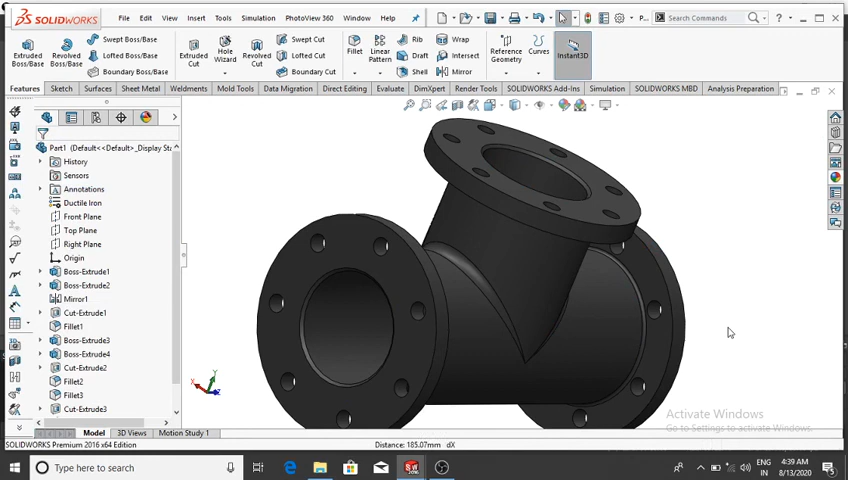 SOLIDWORKS File Edit View Insert Tools Simulation PhotoView 360 Window P... Search Commands
Extruded Boss/Base
Revolved Boss/Base
Swept Boss/Base
Lofted Boss/Base
Boundary Boss/Base
Extruded Cut
Hole Wizard
Revolved Cut
Swept Cut
Lofted Cut
Boundary Cut
Fillet
Linear Pattern
Rib
Draft
Shell
Wrap
Intersect
Mirror
Reference Geometry
Curves
Instant3D
Features Sketch Surfaces Sheet Metal Weldments Mold Tools Data Migration Direct Editing Evaluate DimXpert Render Tools SOLIDWORKS Add-Ins Simulation SOLIDWORKS MBD Analysis Preparation
Part1 (Default<<Default>_Display Sta
History
Sensors
Annotations
Ductile Iron
Front Plane
Top Plane
Right Plane
Origin
Boss-Extrude1
Boss-Extrude2
Mirror1
Cut-Extrude1
Fillet1
Boss-Extrude3
Boss-Extrude4
Cut-Extrude2
Fillet2
Fillet3
Cut-Extrude3
Y
X
Z
Activate Windows
Go to Settings to activate Windows.
Model 3D Views Motion Study 1
SOLIDWORKS Premium 2016 x64 Edition Distance: 185.07mm dX
Type here to search
ENG 4:39 AM
IN 8/13/2020